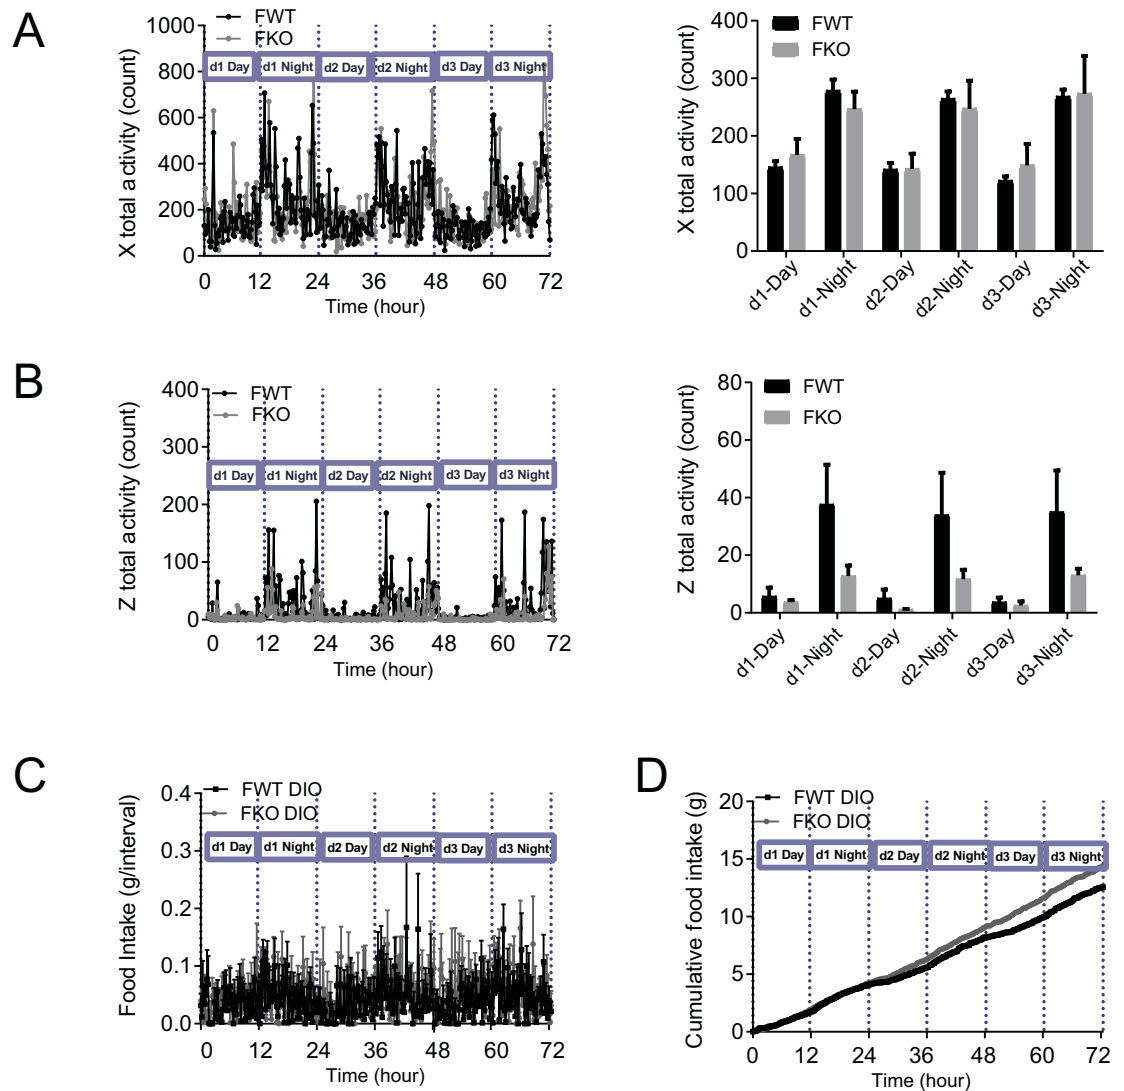 A
X total activity (count)
1000
800
600
400
200
0
FWT
FKO
d1 Day
d1 Night
d2 Day
d2 Night
d3 Day
d3 Night
0 12 24 36 48 60 72
Time (hour)
X total activity (count)
400
300
200
100
0
FWT
FKO
d1-Day
d1-Night
d2-Day
d2-Night
d3-Day
d3-Night
B
Z total activity (count)
400
300
200
100
0
FWT
FKO
d1 Day
d1 Night
d2 Day
d2 Night
d3 Day
d3 Night
0 12 24 36 48 60 72
Time (hour)
Z total activity (count)
80
60
40
20
0
FWT
FKO
d1-Day
d1-Night
d2-Day
d2-Night
d3-Day
d3-Night
C
Food Intake (g/interval)
0.4
0.3
0.2
0.1
0.0
FWT DIO
FKO DIO
d1 Day
d1 Night
d2 Day
d2 Night
d3 Day
d3 Night
0 12 24 36 48 60 72
Time (hour)
D
Cumulative food intake (g)
20
15
10
5
0
FWT DIO
FKO DIO
d1 Day
d1 Night
d2 Day
d2 Night
d3 Day
d3 Night
0 12 24 36 48 60 72
Time (hour)